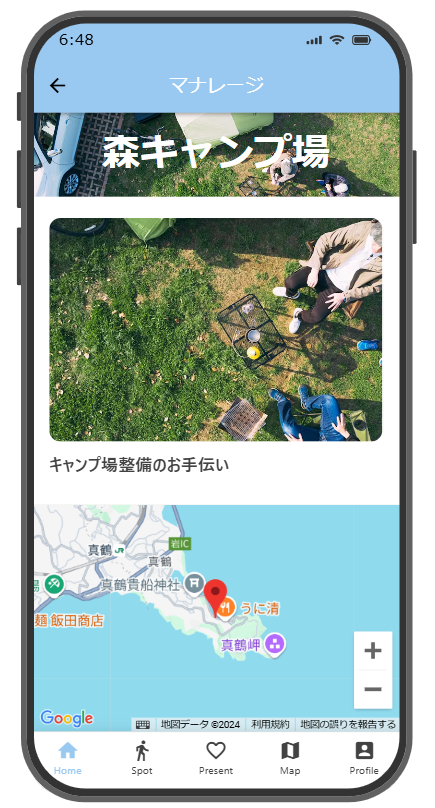 6:48
マナレージ
森キャンプ場
キャンプ場整備のお手伝い
岩IC
真鶴 JR
真鶴
真鶴貴船神社
場
うに清
麺 飯田商店
真鶴岬
Google
地図データ ©2024 利用規約 地図の誤りを報告する
Home Spot Present Map Profile